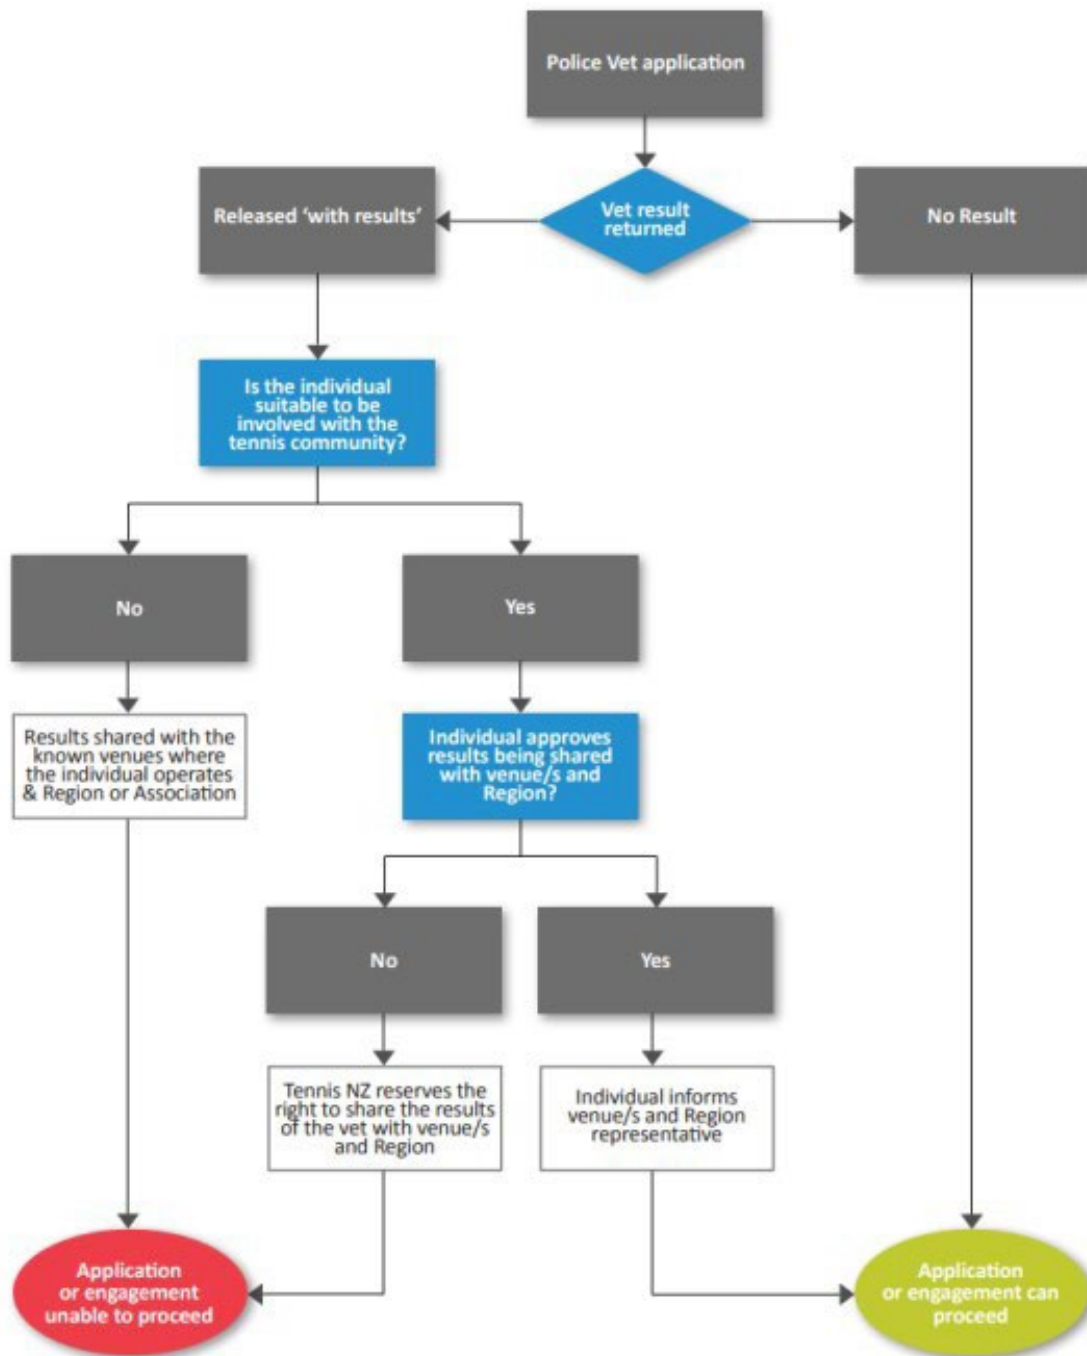 Police Vet application
Released ‘with results’
Vet result
returned
No Result
Is the individual
suitable to be
involved with the
tennis community?
No
Yes
Results shared with the
known venues where
the individual operates
& Region or Association
Individual approves
results being shared
with venue/s and
Region?
No
Yes
Tennis NZ reserves the
right to share the results
of the vet with venue/s
and Region
Individual informs
venue/s and Region
representative
Application
or engagement
unable to proceed
Application
or engagement can
proceed